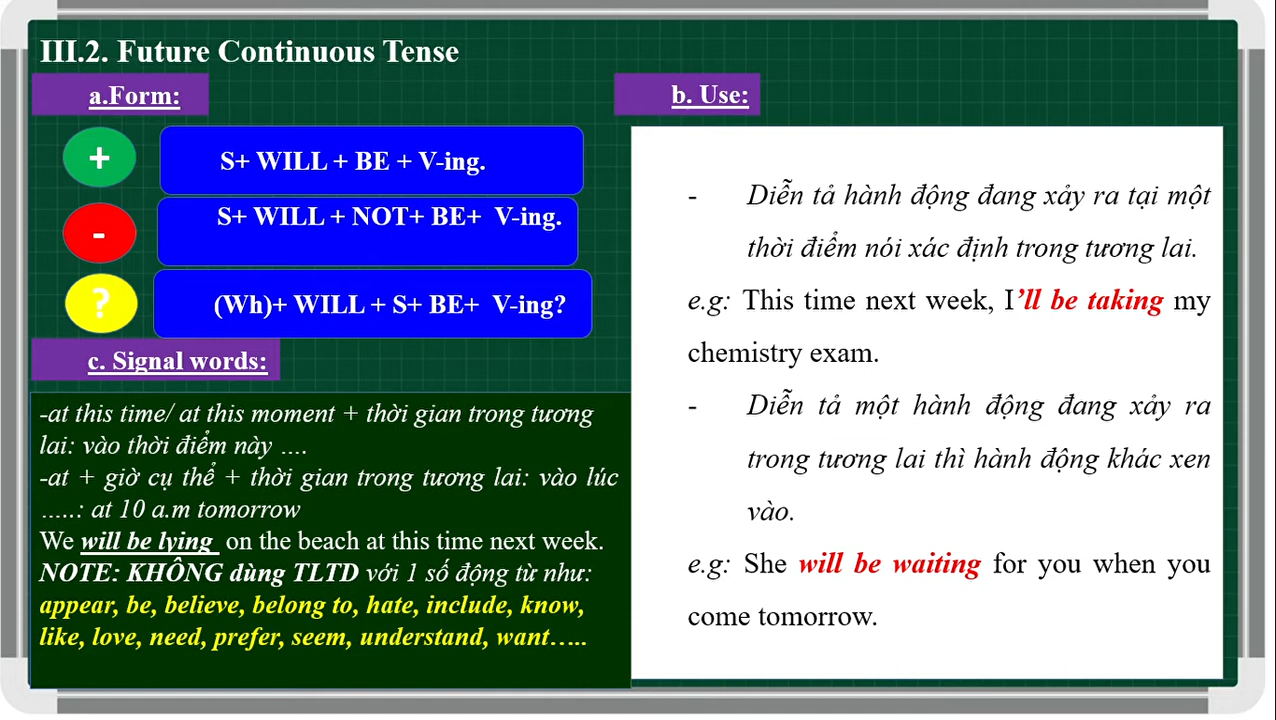 III.2. Future Continuous Tense
a.Form:
+
S+ WILL + BE + V-ing.
-
S+ WILL + NOT+ BE+ V-ing.
?
(Wh)+ WILL + S+ BE+ V-ing?
c. Signal words:
-at this time/ at this moment + thời gian trong tương
lai: vào thời điểm này ....
-at + giờ cụ thể + thời gian trong tương lai: vào lúc
.....: at 10 a.m tomorrow
We will be lying on the beach at this time next week.
NOTE: KHÔNG dùng TLTD với 1 số động từ như:
appear, be, believe, belong to, hate, include, know,
like, love, need, prefer, seem, understand, want…..
b. Use:
- Diễn tả hành động đang xảy ra tại một
thời điểm nói xác định trong tương lai.
e.g: This time next week, I’ll be taking my
chemistry exam.
- Diễn tả một hành động đang xảy ra
trong tương lai thì hành động khác xen
vào.
e.g: She will be waiting for you when you
come tomorrow.